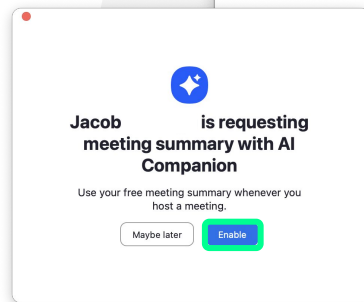 Jacob is requesting
meeting summary with AI
Companion
Use your free meeting summary whenever you
host a meeting.
Maybe later Enable